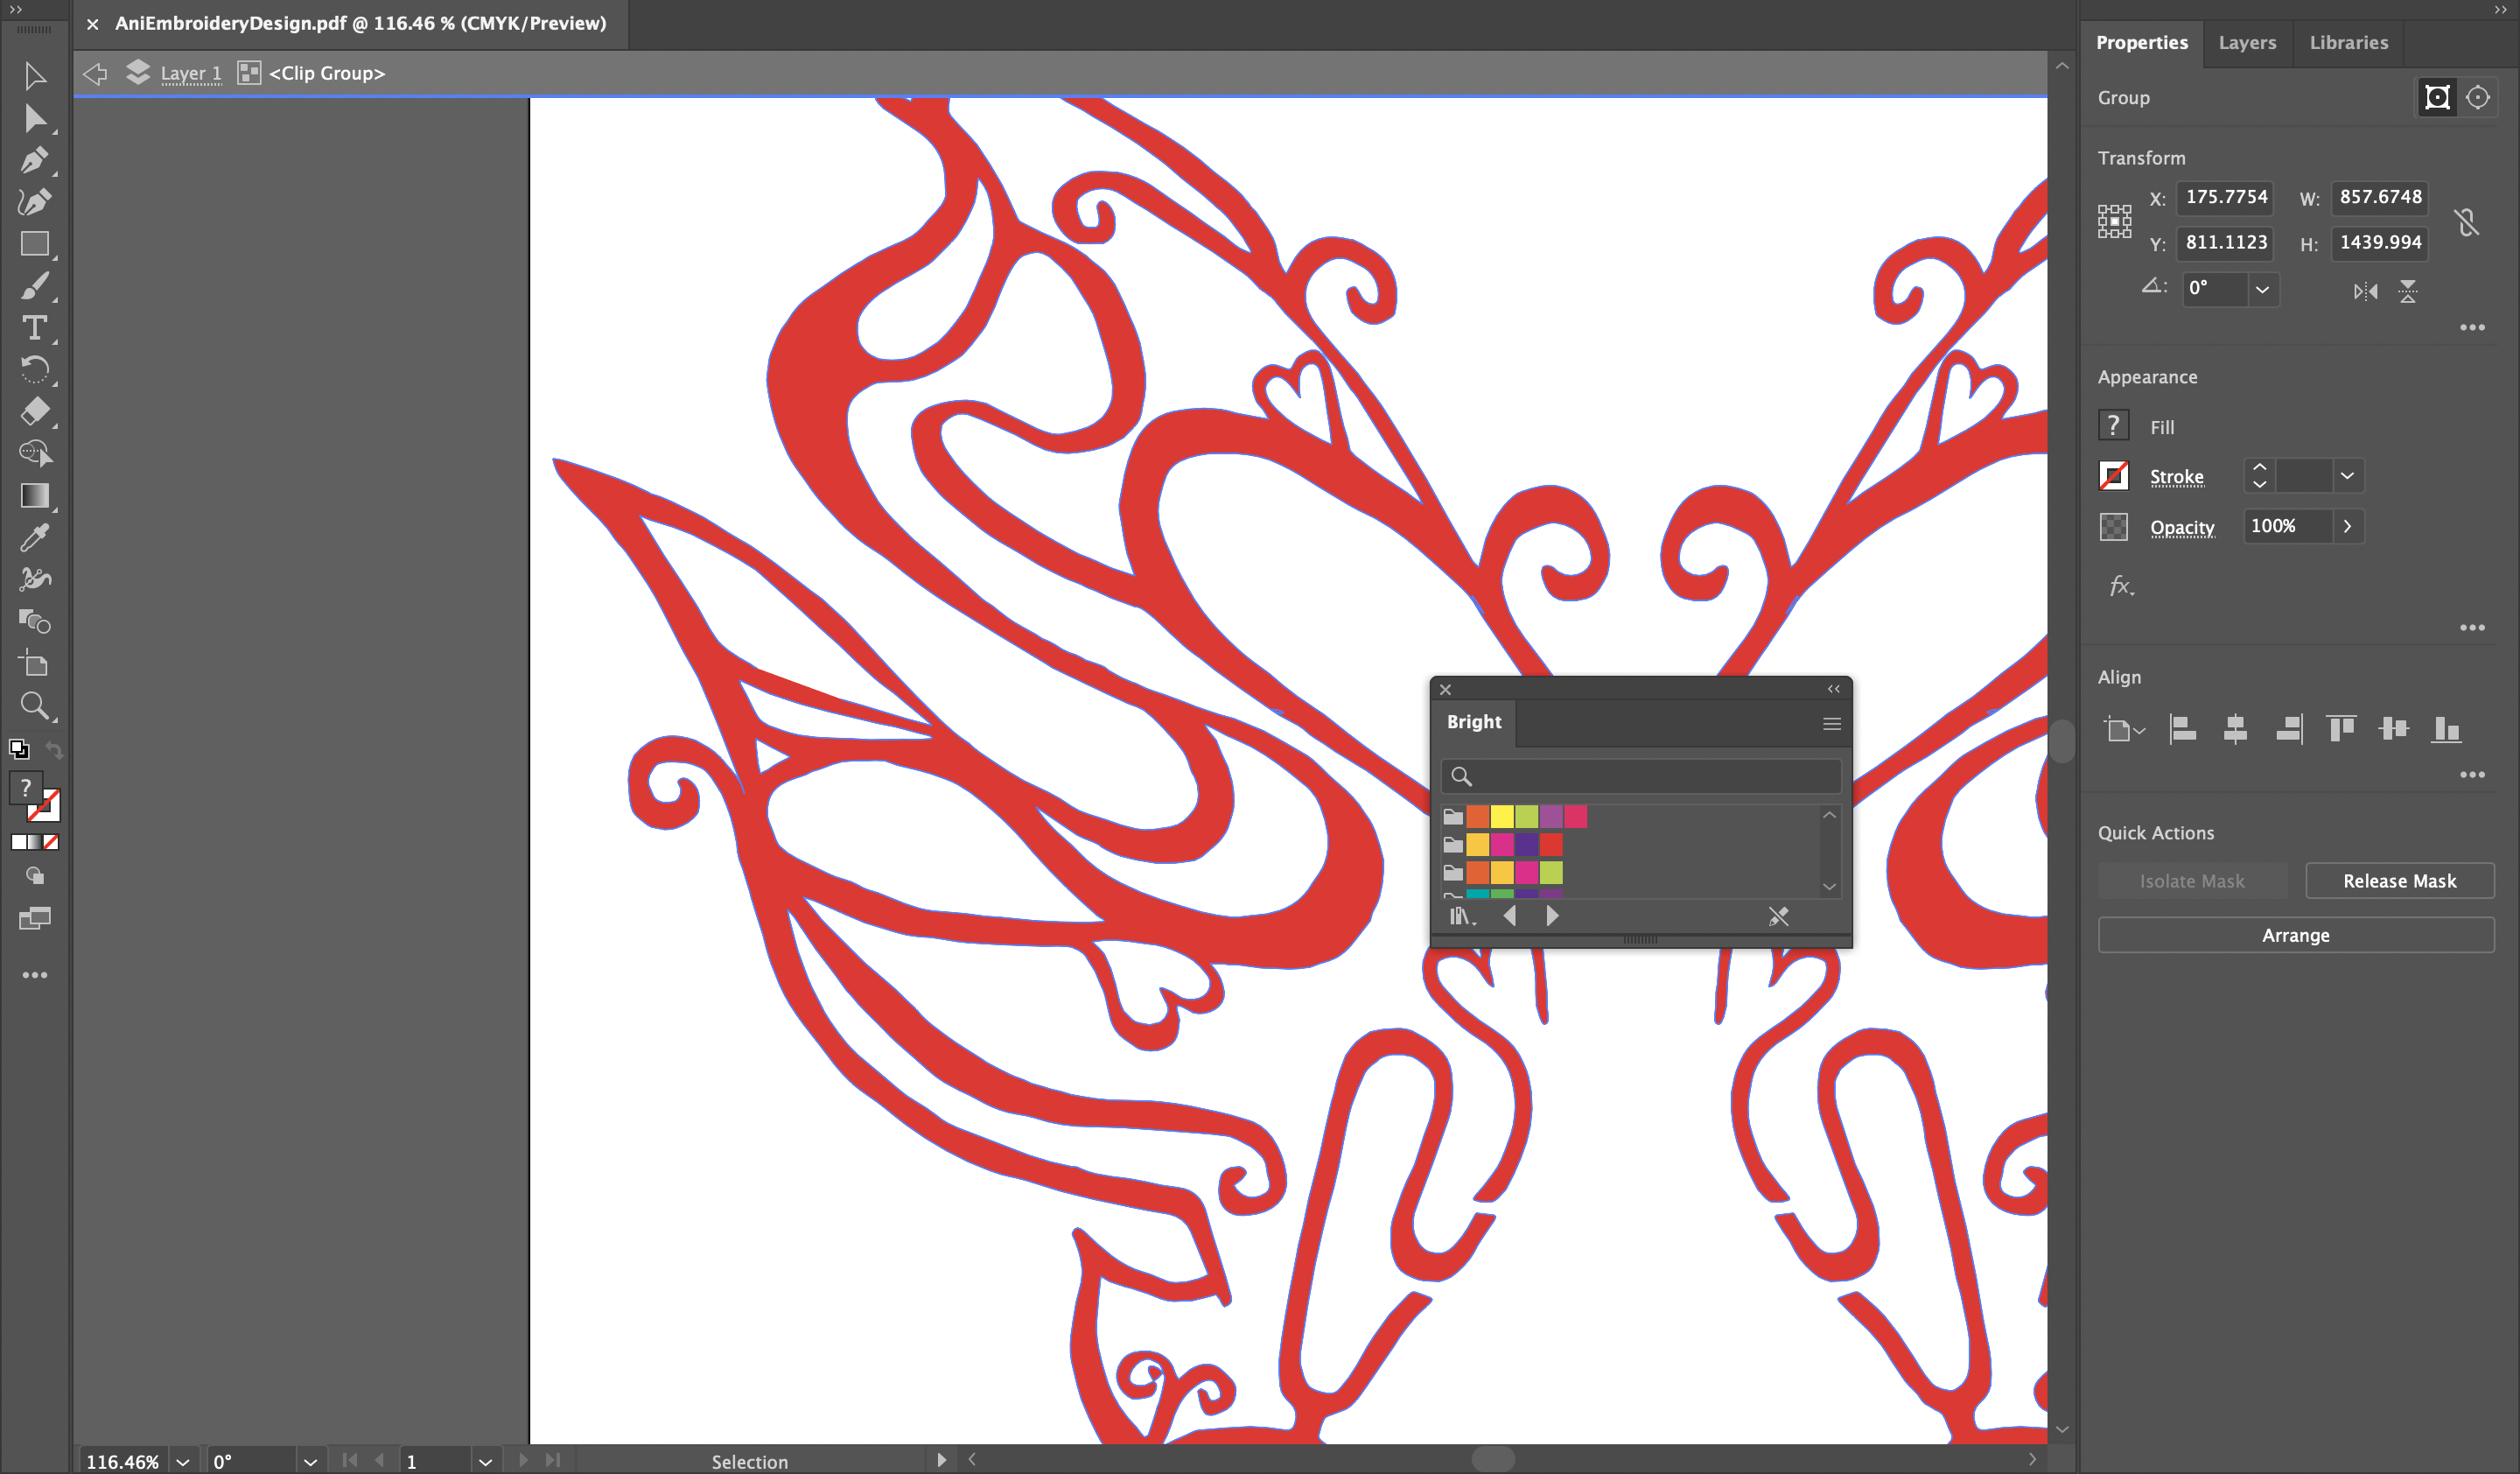 AniEmbroideryDesign.pdf @ 116.46 % (CMYK/Preview)
Layer 1 <Clip Group>
Properties Layers Libraries
Group
Transform
X: 175.7754 W: 857.6748
Y: 811.1123 H: 1439.994
0°
Appearance
? Fill
Stroke
Opacity 100%
fx
Align
Quick Actions
Isolate Mask Release Mask
Arrange
Bright
?
116.46% 0° 1 Selection